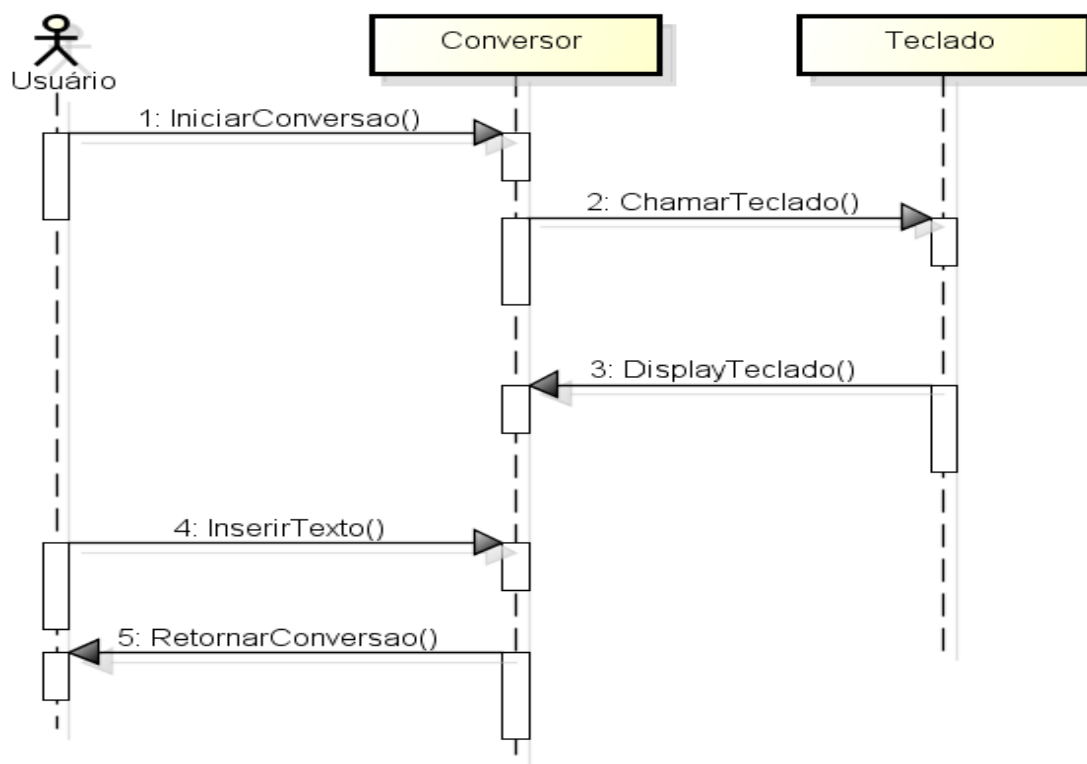 Conversor
Teclado
Usuário
1: IniciarConversao()
2: ChamarTeclado()
3: DisplayTeclado()
4: InserirTexto()
5: RetornarConversao()